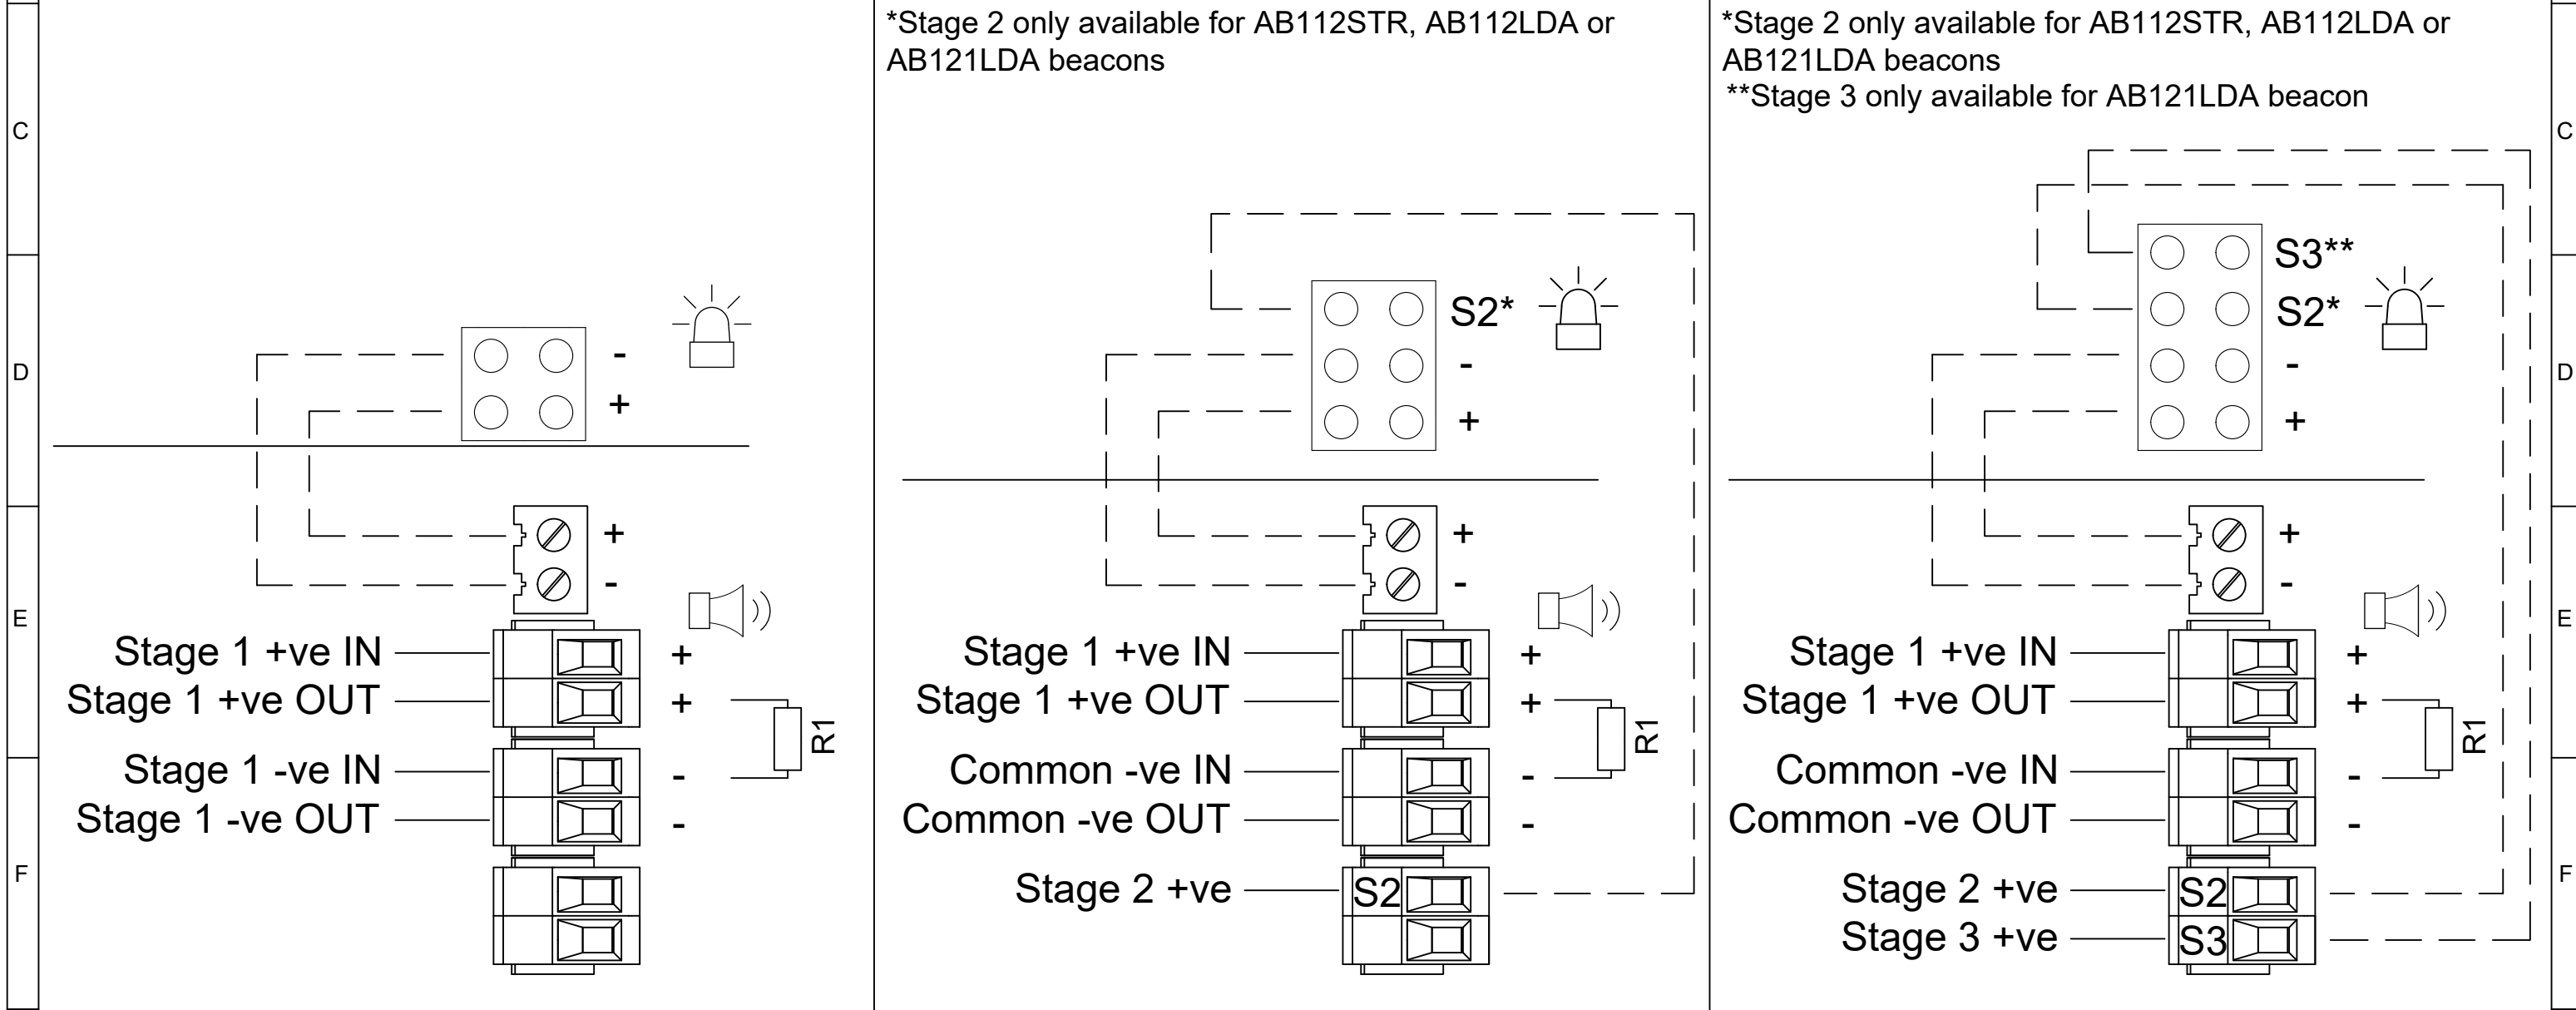 *Stage 2 only available for AB112STR, AB112LDA or
AB121LDA beacons
*Stage 2 only available for AB112STR, AB112LDA or
AB121LDA beacons
**Stage 3 only available for AB121LDA beacon
C
D
E
F
-
+
+
-
Stage 1 +ve IN
+
Stage 1 +ve OUT
+
R1
Stage 1 -ve IN
-
Stage 1 -ve OUT
-
S2*
-
+
+
-
Stage 1 +ve IN
+
Stage 1 +ve OUT
+
R1
Common -ve IN
-
Common -ve OUT
-
Stage 2 +ve
S2
S3**
S2*
-
+
+
-
Stage 1 +ve IN
+
Stage 1 +ve OUT
+
R1
Common -ve IN
-
Common -ve OUT
-
Stage 2 +ve
S2
Stage 3 +ve
S3
C
D
E
F